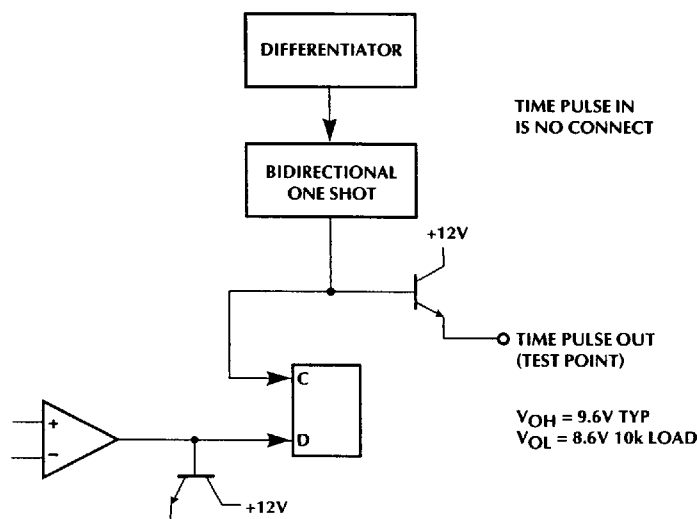 DIFFERENTIATOR
TIME PULSE IN
IS NO CONNECT
BIDIRECTIONAL
ONE SHOT
+12V
TIME PULSE OUT
(TEST POINT)
C
D
+
−
VOH = 9.6V TYP
VOL = 8.6V 10k LOAD
+12V